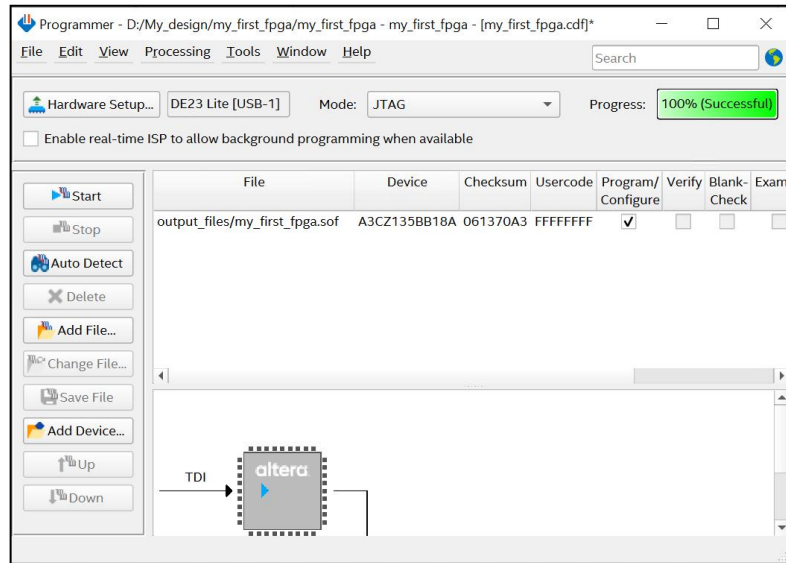 Programmer - D:/My_design/my_first_fpga/my_first_fpga - my_first_fpga - [my_first_fpga.cdf]*
File Edit View Processing Tools Window Help
Search
Hardware Setup... DE23 Lite [USB-1] Mode: JTAG Progress: 100% (Successful)
Enable real-time ISP to allow background programming when available
Start
Stop
Auto Detect
Delete
Add File...
Change File...
Save File
Add Device...
Up
Down
File Device Checksum Usercode Program/ Verify Blank- Exam
Configure Check
output_files/my_first_fpga.sof A3CZ135BB18A 061370A3 FFFFFFFF
TDI
altera